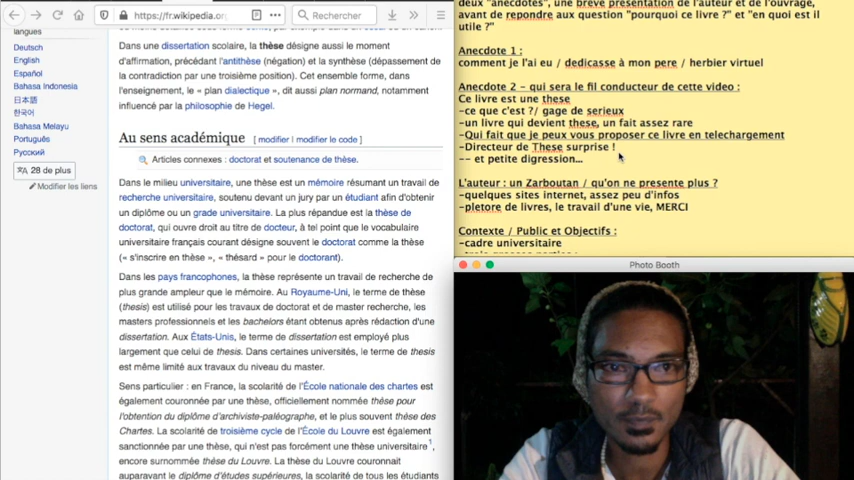 https://fr.wikipedia.or
Rechercher
langues
Deutsch
English
Español
Bahasa Indonesia
日本語
한국어
Bahasa Melayu
Português
Русский
28 de plus
Modifier les liens
Dans une dissertation scolaire, la thèse désigne aussi le moment
d'affirmation, précédant l'antithèse (négation) et la synthèse (dépassement de
la contradiction par une troisième position). Cet ensemble forme, dans
l'enseignement, le « plan dialectique », dit aussi plan normand, notamment
influencé par la philosophie de Hegel.
Au sens académique [ modifier | modifier le code ]
Articles connexes : doctorat et soutenance de thèse.
Dans le milieu universitaire, une thèse est un mémoire résumant un travail de
recherche universitaire, soutenu devant un jury par un étudiant afin d'obtenir
un diplôme ou un grade universitaire. La plus répandue est la thèse de
doctorat, qui ouvre droit au titre de docteur, à tel point que le vocabulaire
universitaire français courant désigne souvent le doctorat comme la thèse
(« s'inscrire en thèse », « thésard » pour le doctorant).
Dans les pays francophones, la thèse représente un travail de recherche de
plus grande ampleur que le mémoire. Au Royaume-Uni, le terme de thèse
(thesis) est utilisé pour les travaux de doctorat et de master recherche, les
masters professionnels et les bachelors étant obtenus après rédaction d'une
dissertation. Aux États-Unis, le terme de dissertation est employé plus
largement que celui de thesis. Dans certaines universités, le terme de thesis
est même limité aux travaux du niveau du master.
Sens particulier : en France, la scolarité de l'École nationale des chartes est
également couronnée par une thèse, officiellement nommée thèse pour
l'obtention du diplôme d'archiviste-paléographe, et le plus souvent thèse des
Chartes. La scolarité de troisième cycle de l'École du Louvre est également
sanctionnée par une thèse, qui n'est pas forcément une thèse universitaire1,
encore surnommée thèse du Louvre. La thèse du Louvre couronnait
auparavant le diplôme d'études supérieures, la scolarité de tous les étudiants
deux "anecdotes", une breve presentation de l'auteur et de l'ouvrage,
avant de repondre aux question "pourquoi ce livre ?" et "en quoi est il
utile ?"
Anecdote 1 :
comment je l'ai eu / dedicasse à mon pere / herbier virtuel
Anecdote 2 - qui sera le fil conducteur de cette video :
Ce livre est une these
-ce que c'est ?/ gage de serieux
-un livre qui devient these, un fait assez rare
-Qui fait que je peux vous proposer ce livre en telechargement
-Directeur de These surprise !
-- et petite digression...
L'auteur : un Zarboutan / qu'on ne presente plus ?
-quelques sites internet, assez peu d'infos
-pletore de livres, le travail d'une vie, MERCI
Contexte / Public et Objectifs :
-cadre universitaire
Photo Booth